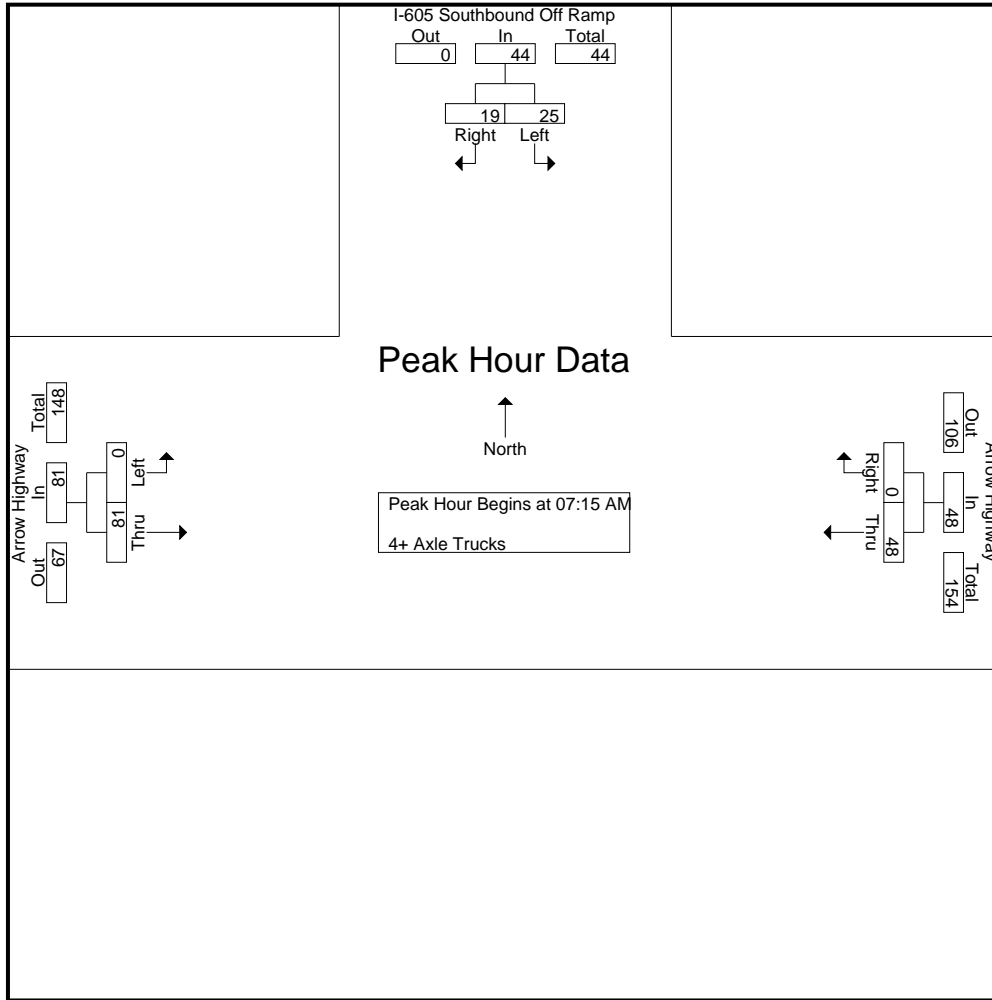 I-605 Southbound Off Ramp
Out In Total
0 44 44
19 25
Right Left
Peak Hour Data
North
Peak Hour Begins at 07:15 AM
4+ Axle Trucks
Arrow Highway
Out In Total
67 81 148
81 0
Thru Left
Arrow Highway
Out In Total
106 48 154
0 48
Right Thru